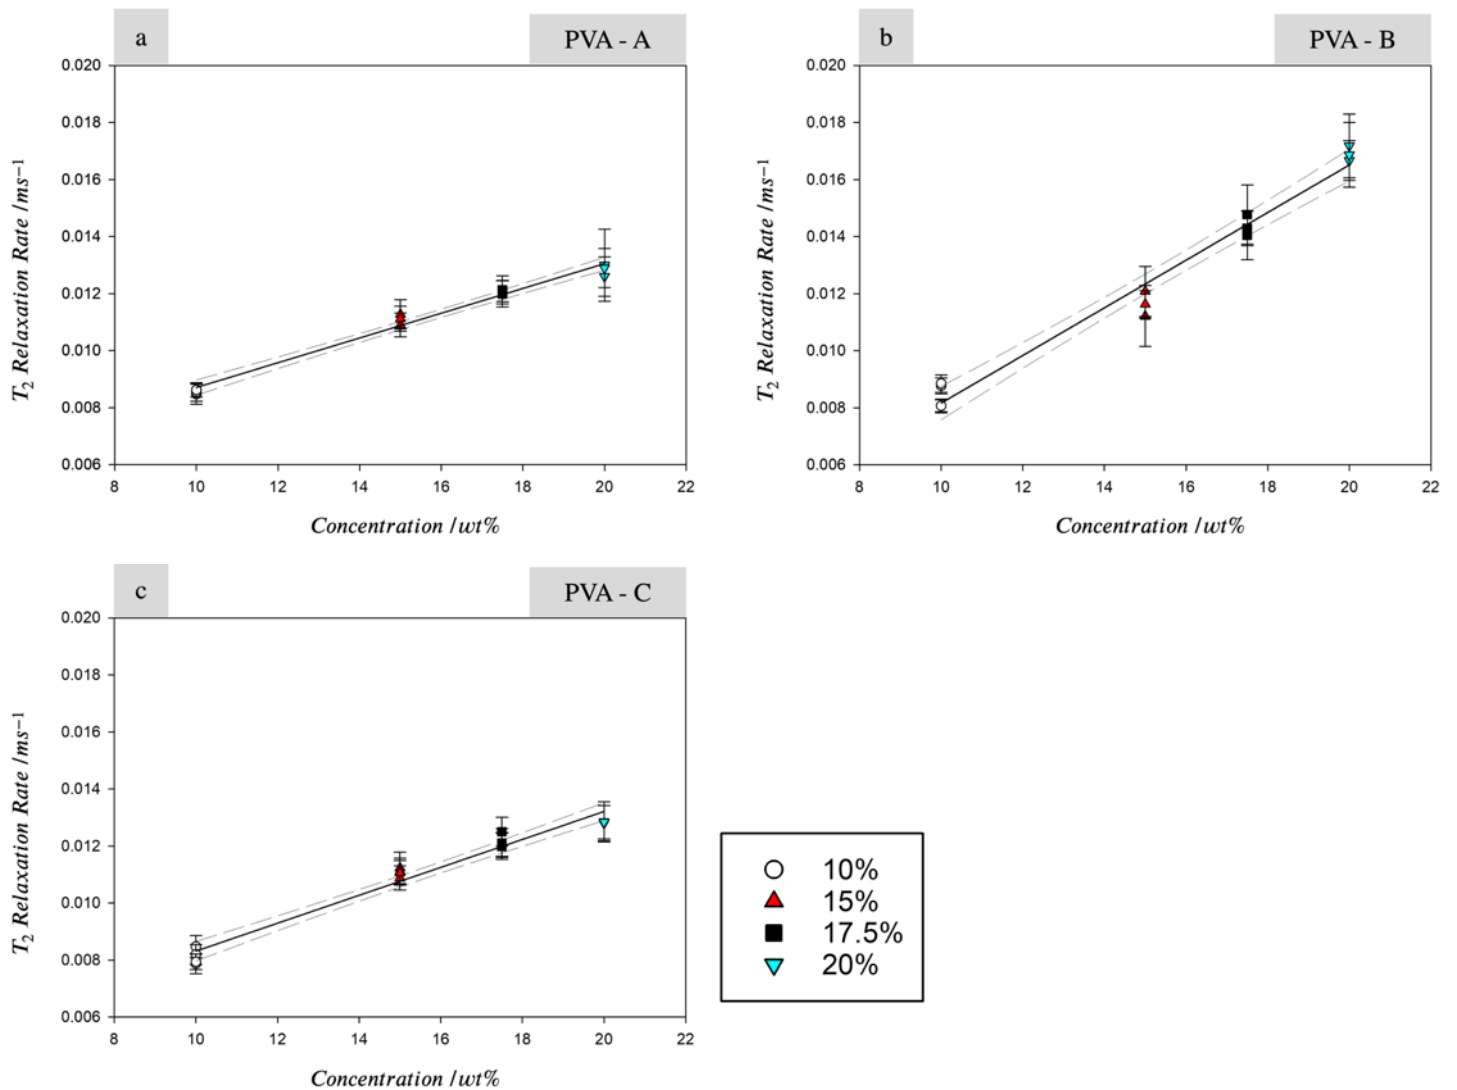 a
PVA - A
0.020
0.018
0.016
0.014
0.012
0.010
0.008
0.006
T2 Relaxation Rate /ms−1
8 10 12 14 16 18 20 22
Concentration /wt%
b
PVA - B
0.020
0.018
0.016
0.014
0.012
0.010
0.008
0.006
T2 Relaxation Rate /ms−1
8 10 12 14 16 18 20 22
Concentration /wt%
c
PVA - C
0.020
0.018
0.016
0.014
0.012
0.010
0.008
0.006
T2 Relaxation Rate /ms−1
8 10 12 14 16 18 20 22
Concentration /wt%
10%
15%
17.5%
20%